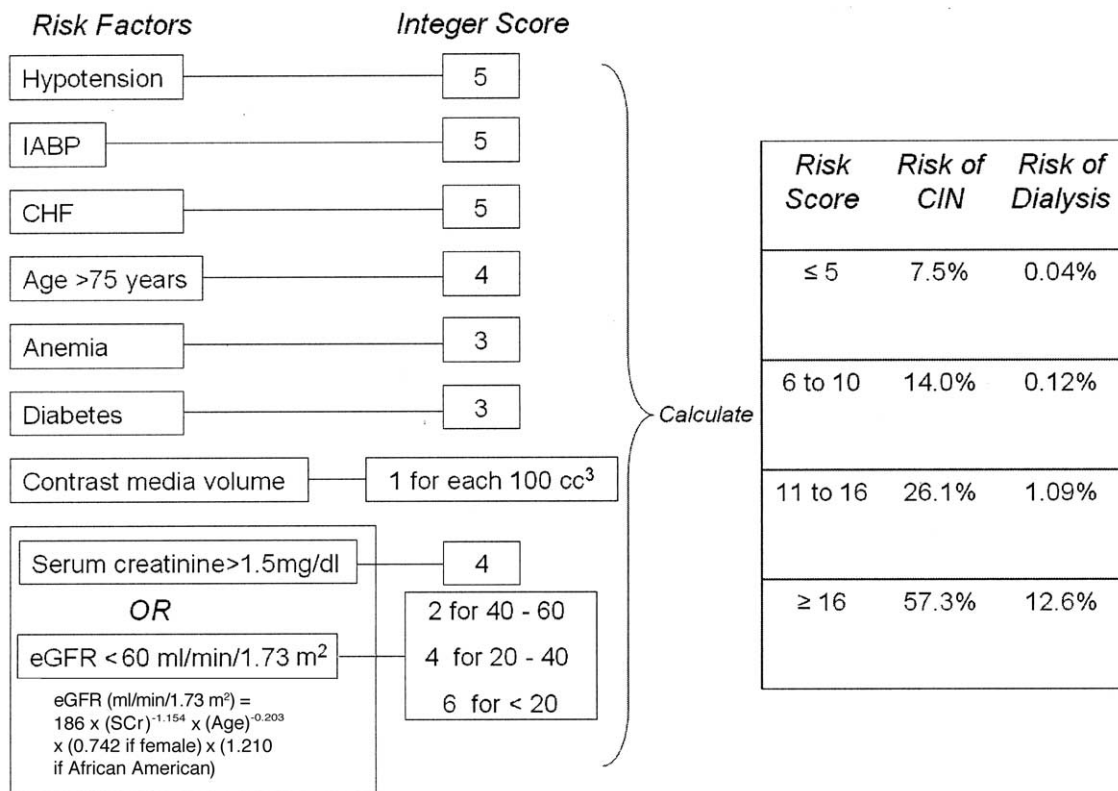 Risk Factors Integer Score
Hypotension 5
IABP 5
CHF 5
Age >75 years 4
Anemia 3
Diabetes 3
Contrast media volume 1 for each 100 cc³
Serum creatinine>1.5mg/dl 4
OR
eGFR <60 ml/min/1.73 m²
2 for 40 - 60
4 for 20 - 40
6 for < 20
eGFR (ml/min/1.73 m²) =
186 x (SCr)⁻¹·¹⁵⁴ x (Age)⁻⁰·²⁰³
x (0.742 if female) x (1.210
if African American)
Calculate
Risk Risk of Risk of
Score CIN Dialysis
≤ 5 7.5% 0.04%
6 to 10 14.0% 0.12%
11 to 16 26.1% 1.09%
≥ 16 57.3% 12.6%